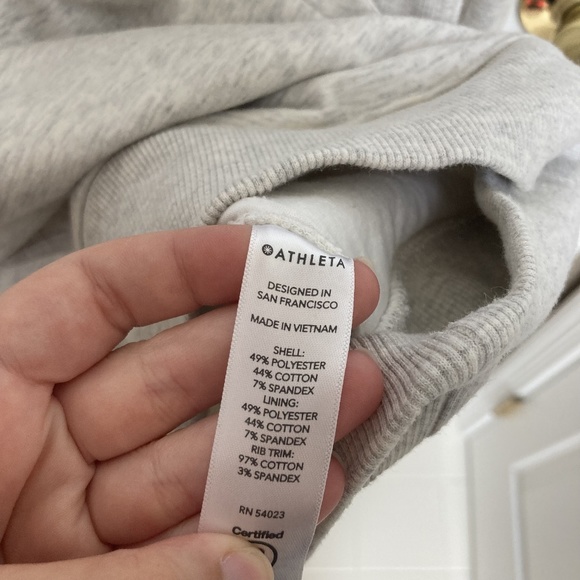 ATHLETA
DESIGNED IN
SAN FRANCISCO
MADE IN VIETNAM
SHELL:
49% POLYESTER
44% COTTON
7% SPANDEX
LINING:
49% POLYESTER
44% COTTON
7% SPANDEX
RIB TRIM:
97% COTTON
3% SPANDEX
RN 54023
Certified